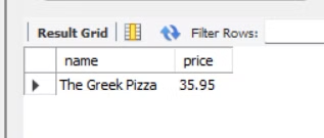 Result Grid Filter Rows:
name price
The Greek Pizza 35.95